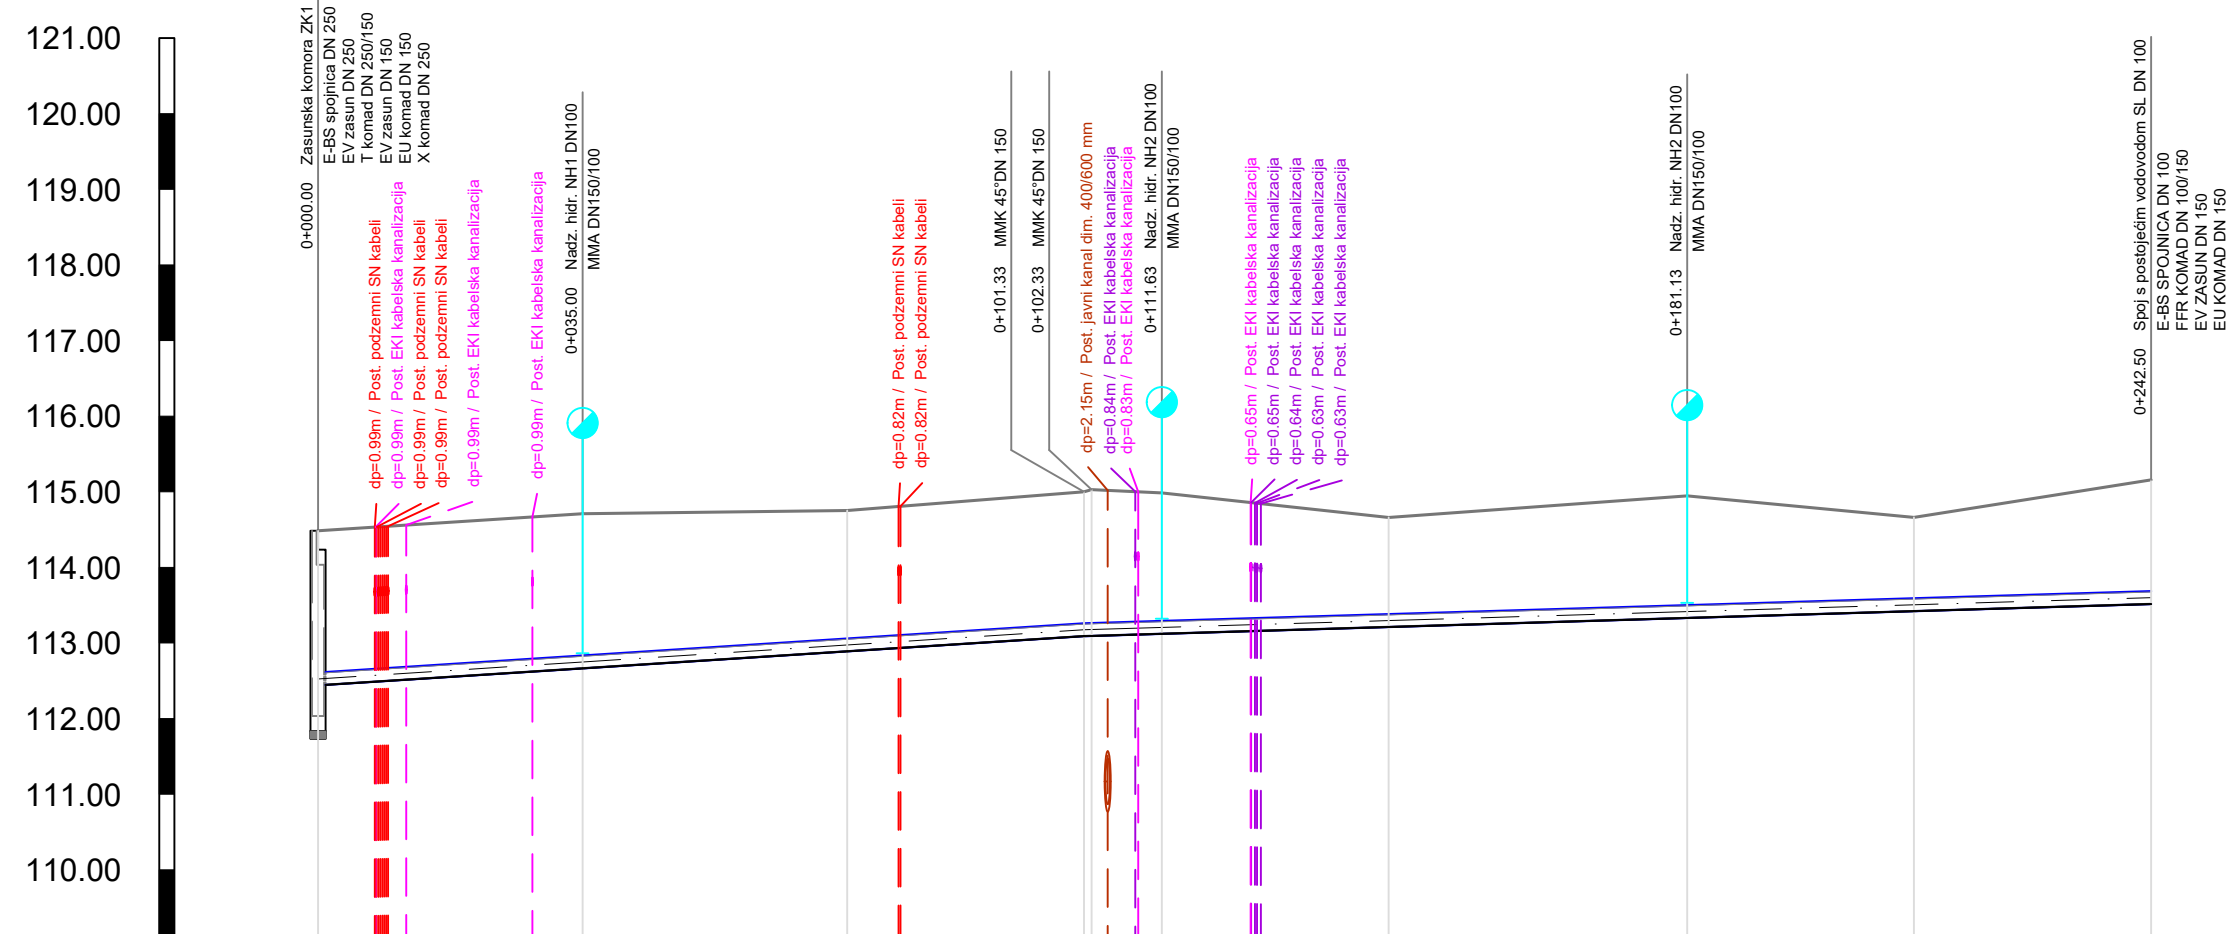 121.00
120.00
119.00
118.00
117.00
116.00
115.00
114.00
113.00
112.00
111.00
110.00
0+000.00 Zasunska komora ZK1
E-BS spojnica DN 250
EV zasun DN 250
T komad DN 250/150
EV zasun DN 150
EU komad DN 150
X komad DN 250
dp=0.99m / Post. podzemni SN kabeli
dp=0.99m / Post. EKI kabelska kanalizacija
dp=0.99m / Post. podzemni SN kabeli
dp=0.99m / Post. podzemni SN kabeli
dp=0.99m / Post. EKI kabelska kanalizacija
dp=0.99m / Post. EKI kabelska kanalizacija
0+035.00 Nadz. hidr. NH1 DN100
MMA DN150/100
dp=0.82m / Post. podzemni SN kabeli
dp=0.82m / Post. podzemni SN kabeli
0+101.33 MMK 45°DN 150
0+102.33 MMK 45°DN 150
dp=2.15m / Post. javni kanal dim. 400/600 mm
dp=0.84m / Post. EKI kabelska kanalizacija
dp=0.83m / Post. EKI kabelska kanalizacija
0+111.63 Nadz. hidr. NH2 DN100
MMA DN150/100
dp=0.65m / Post. EKI kabelska kanalizacija
dp=0.65m / Post. EKI kabelska kanalizacija
dp=0.64m / Post. EKI kabelska kanalizacija
dp=0.63m / Post. EKI kabelska kanalizacija
dp=0.63m / Post. EKI kabelska kanalizacija
0+181.13 Nadz. hidr. NH2 DN100
MMA DN150/100
0+242.50 Spoj s postojećim vodovodom SL DN 100
E-BS SPOJNICA DN 100
FFR KOMAD DN 100/150
EV ZASUN DN 150
EU KOMAD DN 150